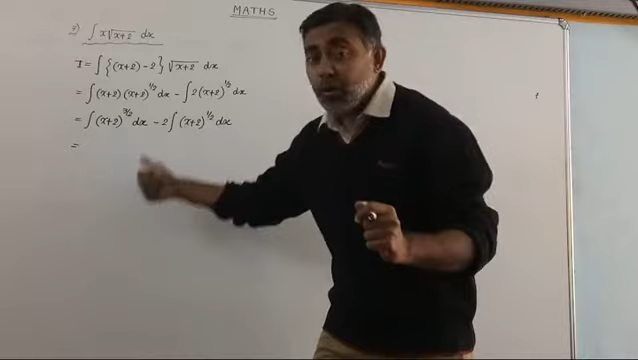 MATHS
7) ∫ x√(x+2) dx
I = ∫ {(x+2) - 2} √(x+2) dx
= ∫ (x+2) (x+2)^1/2 dx - ∫ 2 (x+2)^1/2 dx
= ∫ (x+2)^3/2 dx - 2 ∫ (x+2)^1/2 dx
=